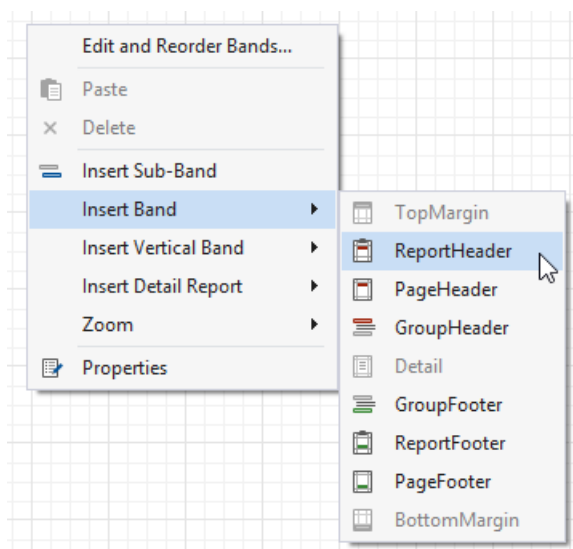 Edit and Reorder Bands...
Paste
Delete
Insert Sub-Band
Insert Band
Insert Vertical Band
Insert Detail Report
Zoom
Properties
TopMargin
ReportHeader
PageHeader
GroupHeader
Detail
GroupFooter
ReportFooter
PageFooter
BottomMargin